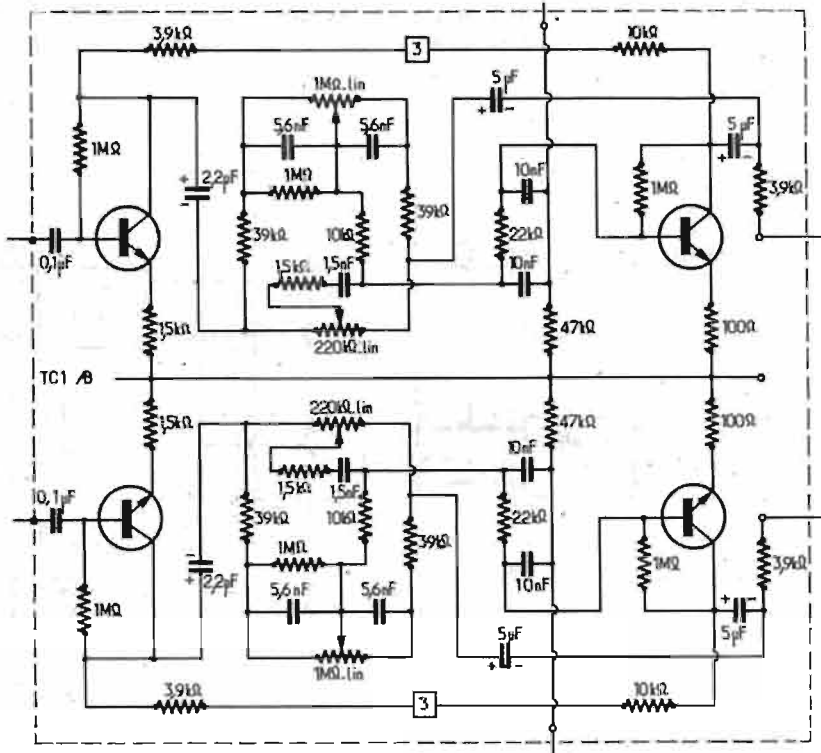 3,9kΩ
3
10kΩ
1MΩ.lin
5µF
5,6nF
5,6nF
5µF
1MΩ
2,2µF
1MΩ
10nF
1MΩ
3,9kΩ
39kΩ
10kΩ
39kΩ
22kΩ
0,1µF
1,5kΩ
1,5nF
10nF
1,5kΩ
220kΩ.lin
47kΩ
100Ω
TC1 /B
1,5kΩ
220kΩ.lin
47kΩ
100Ω
10nF
0,1µF
1,5kΩ
1,5nF
39kΩ
10kΩ
22kΩ
39kΩ
1MΩ
1MΩ
3,9kΩ
2,2µF
10nF
1MΩ
5,6nF
5,6nF
5µF
5µF
1MΩ.lin
3,9kΩ
3
10kΩ